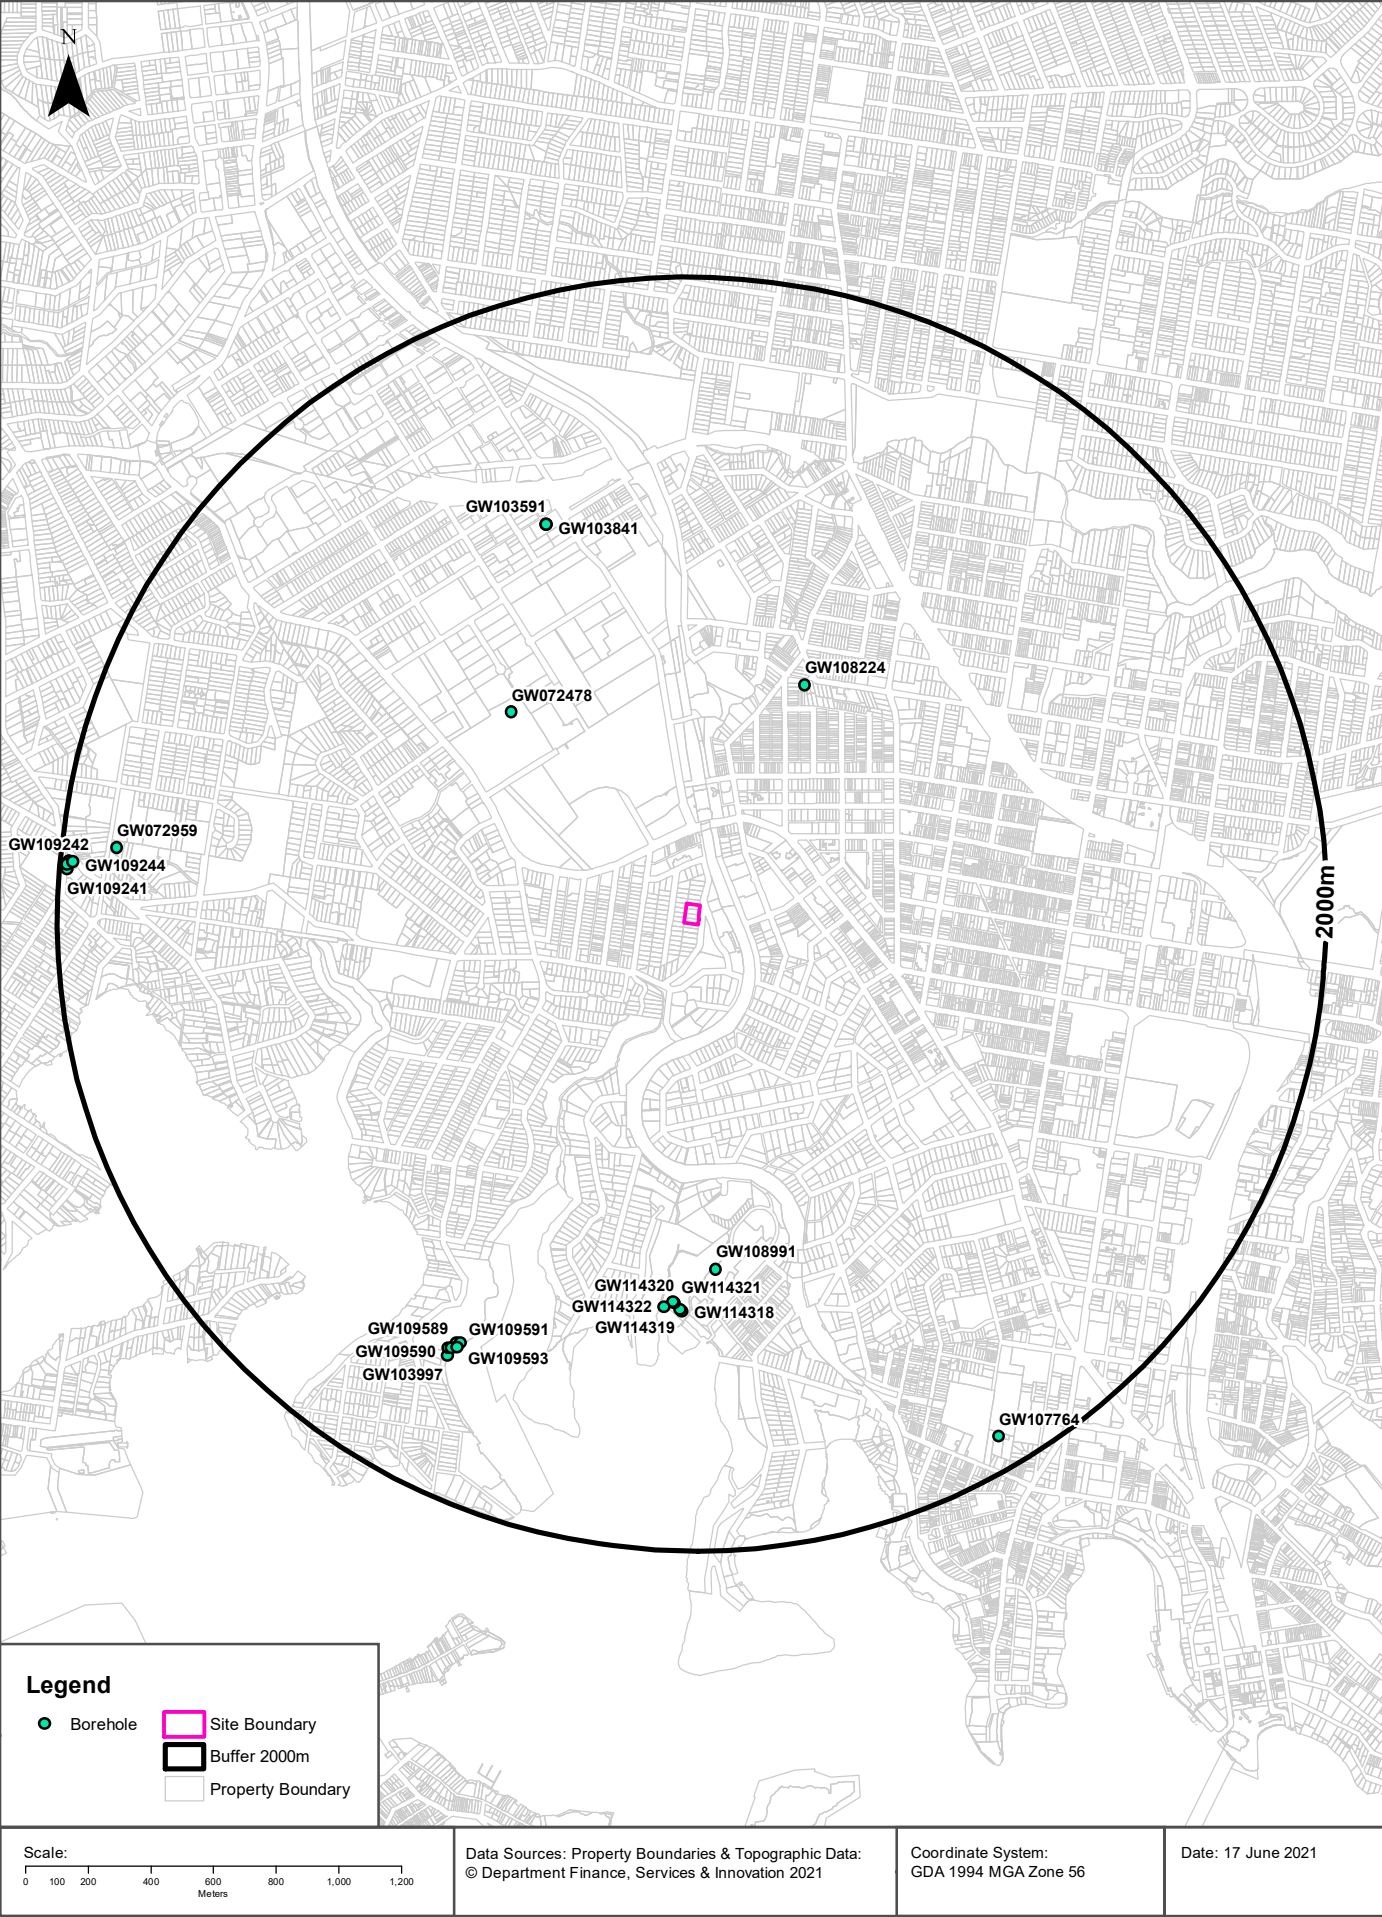 N
GW103591
GW103841
GW108224
GW072478
GW072959
GW109242
GW109244
GW109241
2000m
GW108991
GW114320
GW114321
GW114322
GW114318
GW114319
GW109589
GW109591
GW109590
GW109593
GW103997
GW107764
Legend
Borehole
Site Boundary
Buffer 2000m
Property Boundary
Scale:
0 100 200 400 600 800 1,000 1,200
Meters
Data Sources: Property Boundaries & Topographic Data:
© Department Finance, Services & Innovation 2021
Coordinate System:
GDA 1994 MGA Zone 56
Date: 17 June 2021